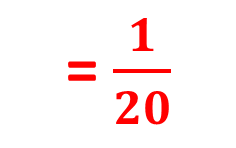 = 1/20